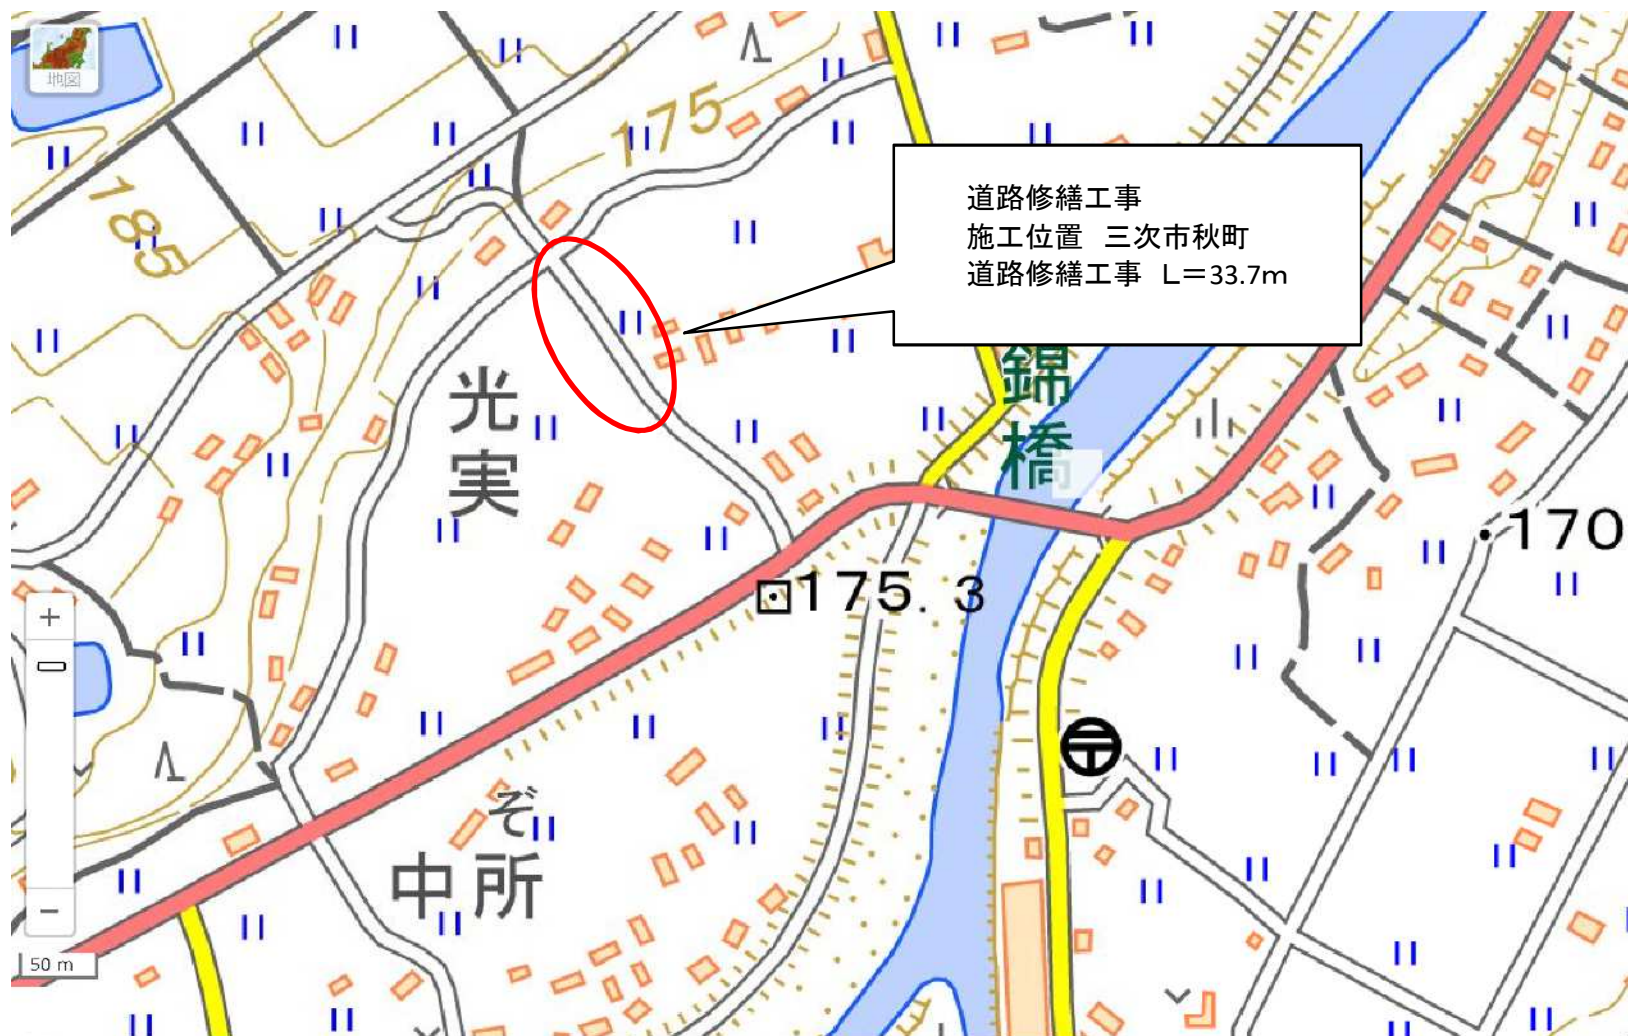 地図
175
185
道路修繕工事
施工位置　三次市秋町
道路修繕工事　L＝33.7m
錦橋
光実
170
175.3
ぞ
中所
+
−
50 m